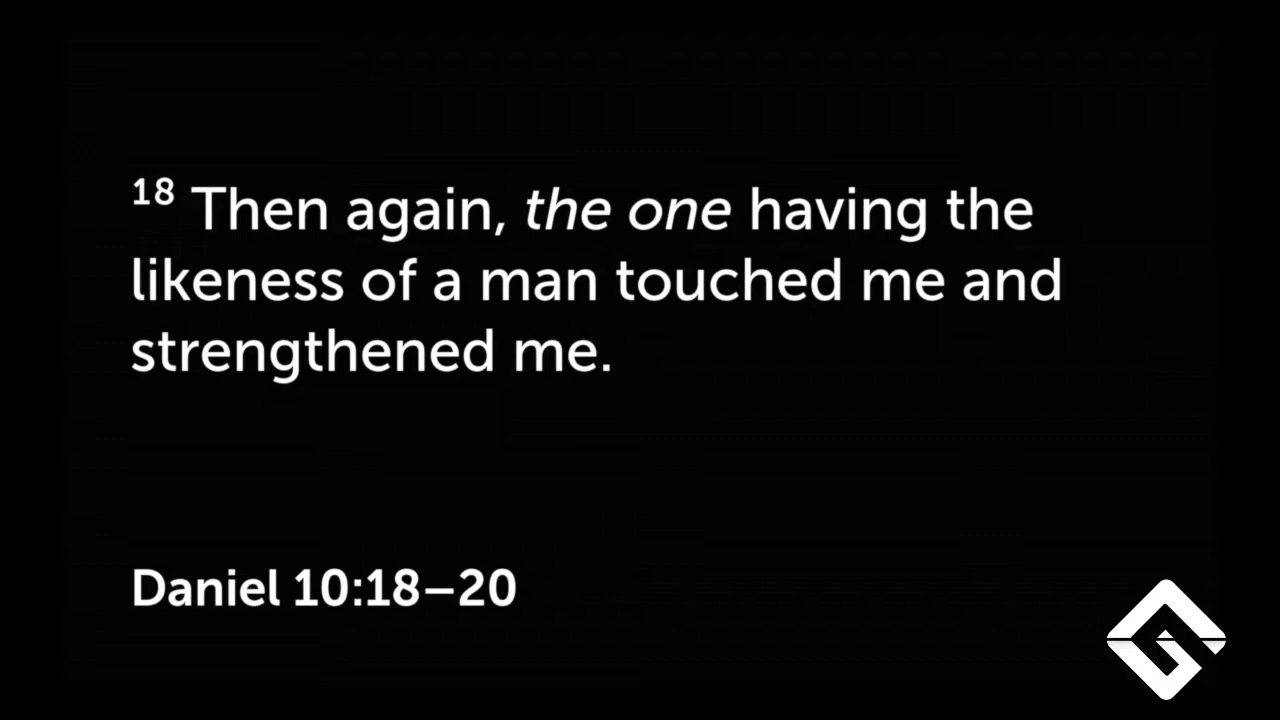 18 Then again, the one having the
likeness of a man touched me and
strengthened me.
Daniel 10:18–20